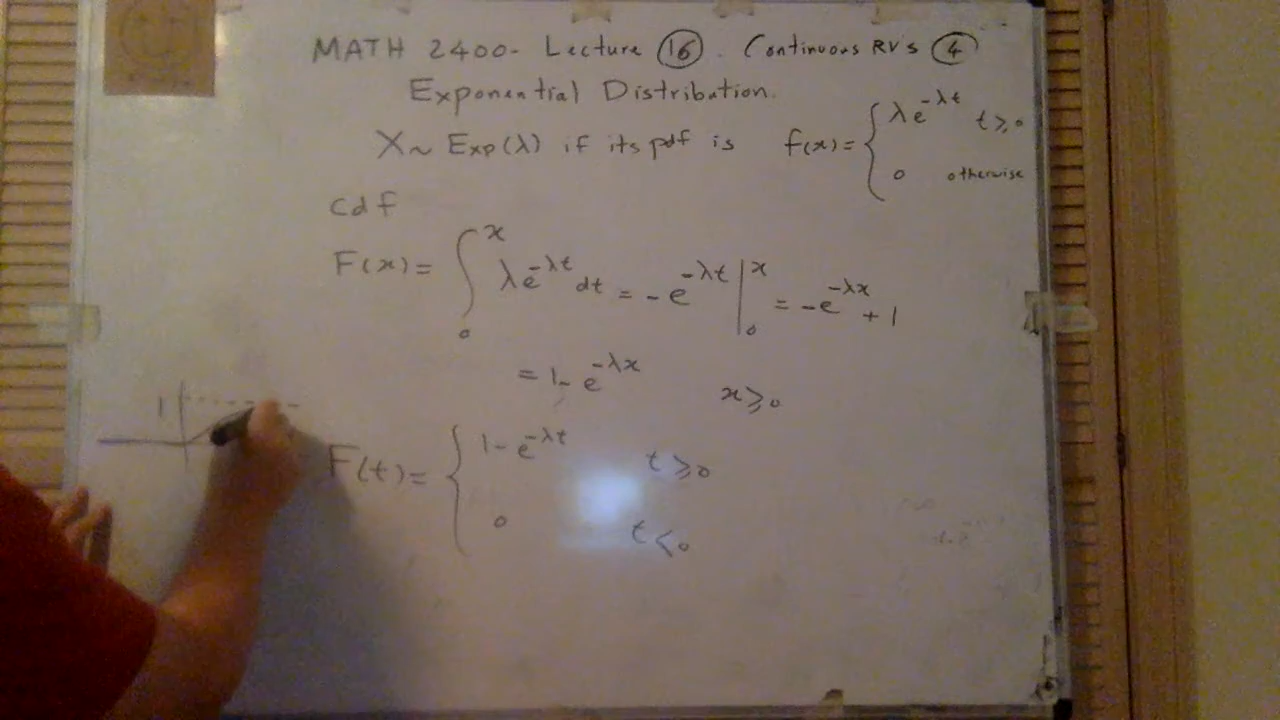 MATH 2400- Lecture 16. Continuous RVs 4
Exponential Distribution.
X ~ Exp(λ) if its pdf is f(x) = { λe^{-λt} t ≥ 0
0 otherwise
cdf
F(x) = ∫_0^x λe^{-λt} dt = -e^{-λt} |_0^x = -e^{-λx} + 1
= 1 - e^{-λx} x ≥ 0
1
F(t) = { 1 - e^{-λt} t ≥ 0
0 t < 0